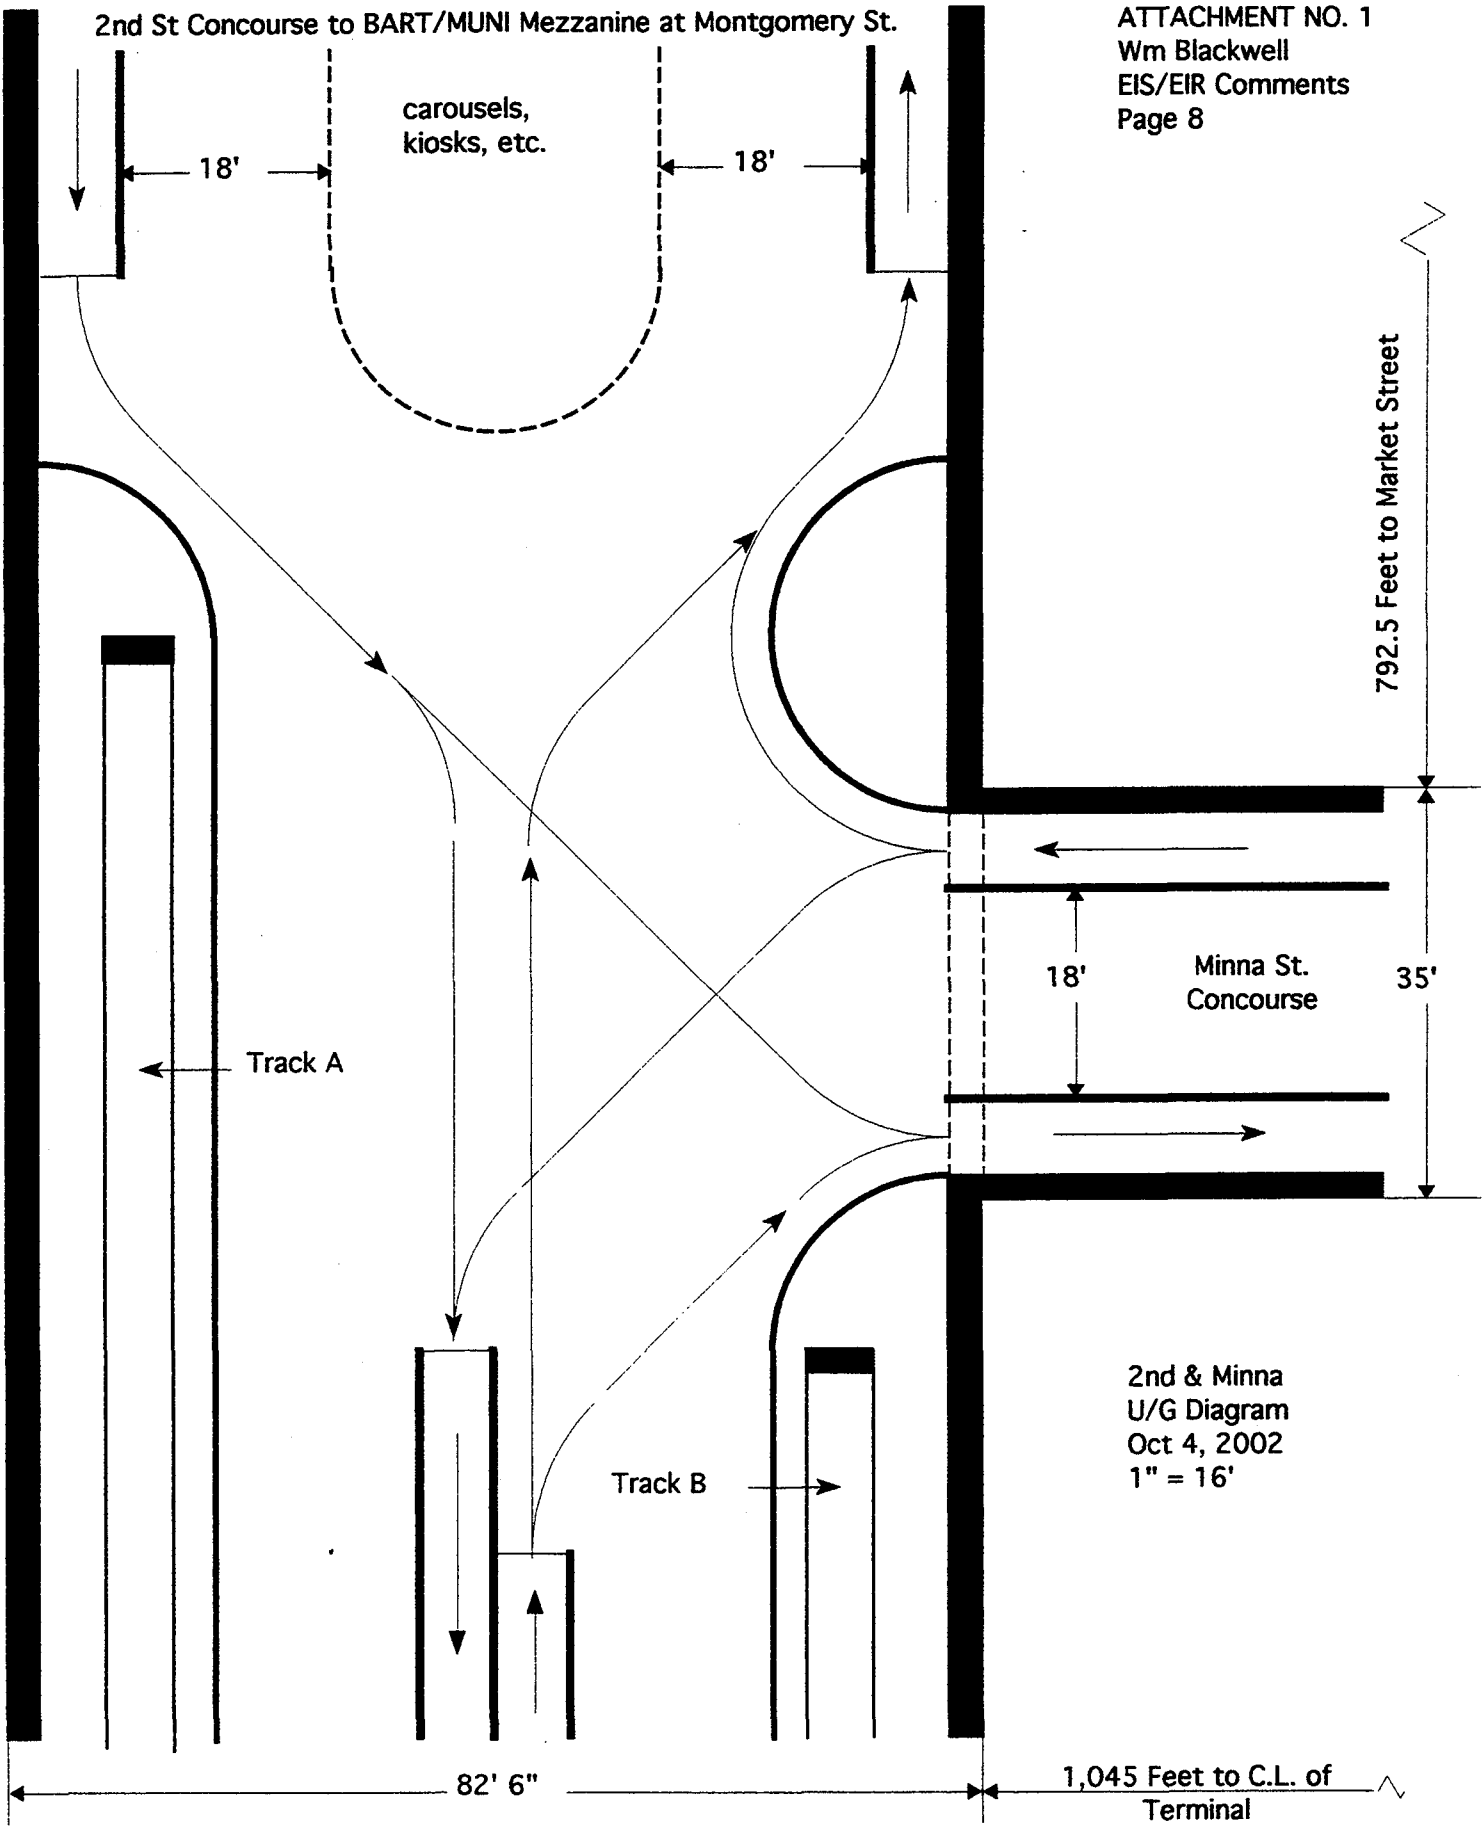 2nd St Concourse to BART/MUNI Mezzanine at Montgomery St.
ATTACHMENT NO. 1
Wm Blackwell
EIS/EIR Comments
Page 8
carousels,
kiosks, etc.
18'
18'
792.5 Feet to Market Street
18'
Minna St.
Concourse
35'
Track A
2nd & Minna
U/G Diagram
Oct 4, 2002
1" = 16'
Track B
82' 6"
1,045 Feet to C.L. of
Terminal